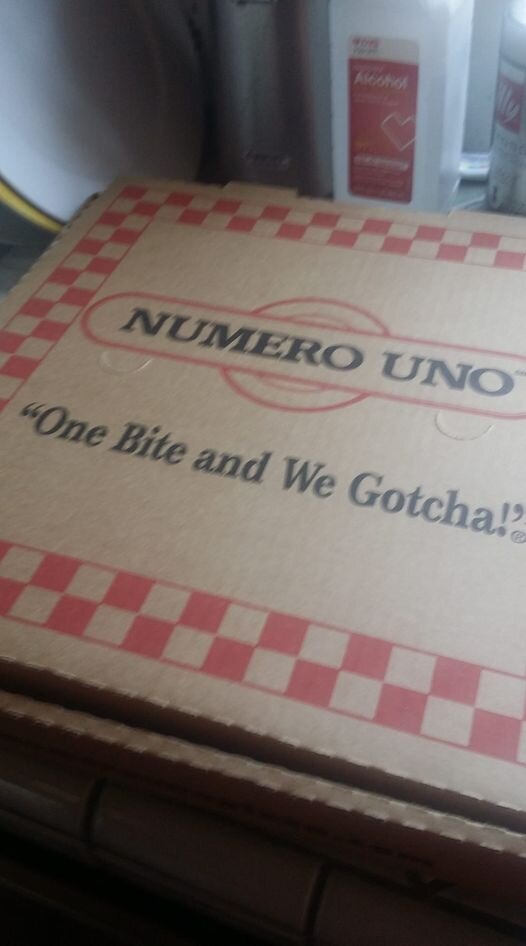 Alcohol
NUMERO UNO
“One Bite and We Gotcha!”®